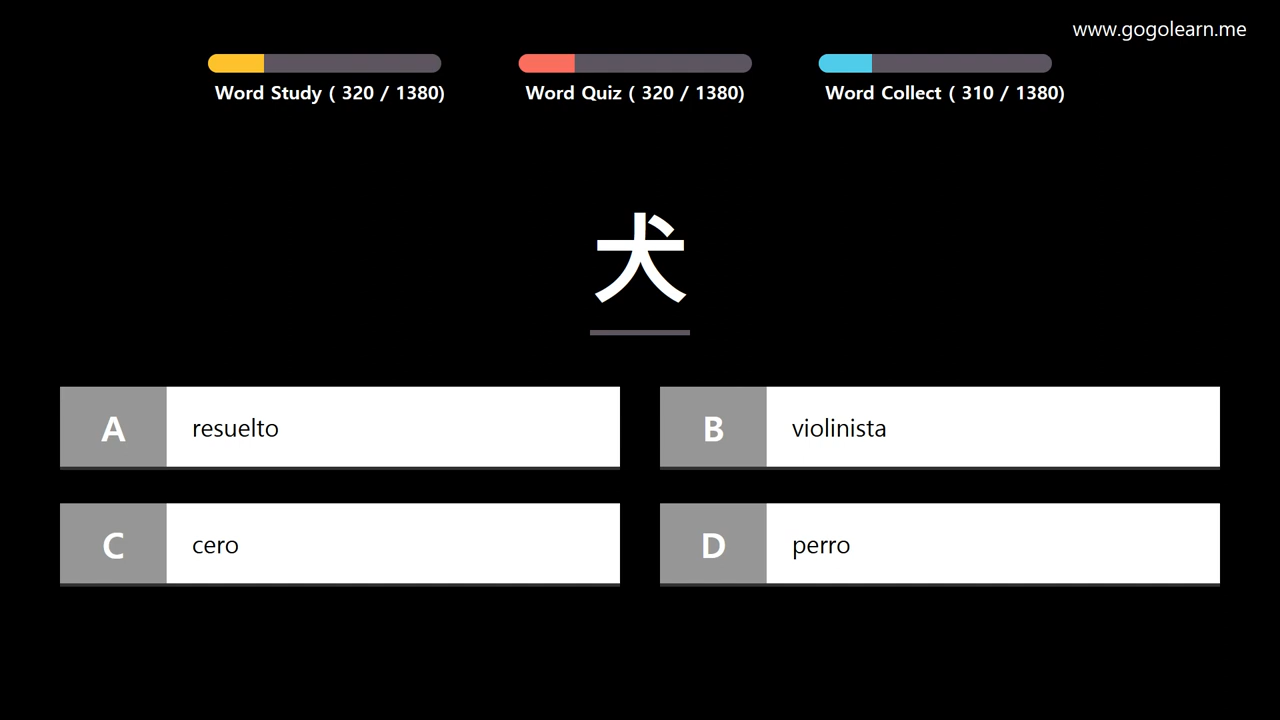 www.gogolearn.me
Word Study ( 320 / 1380)
Word Quiz ( 320 / 1380)
Word Collect ( 310 / 1380)
犬
A resuelto
B violinista
C cero
D perro